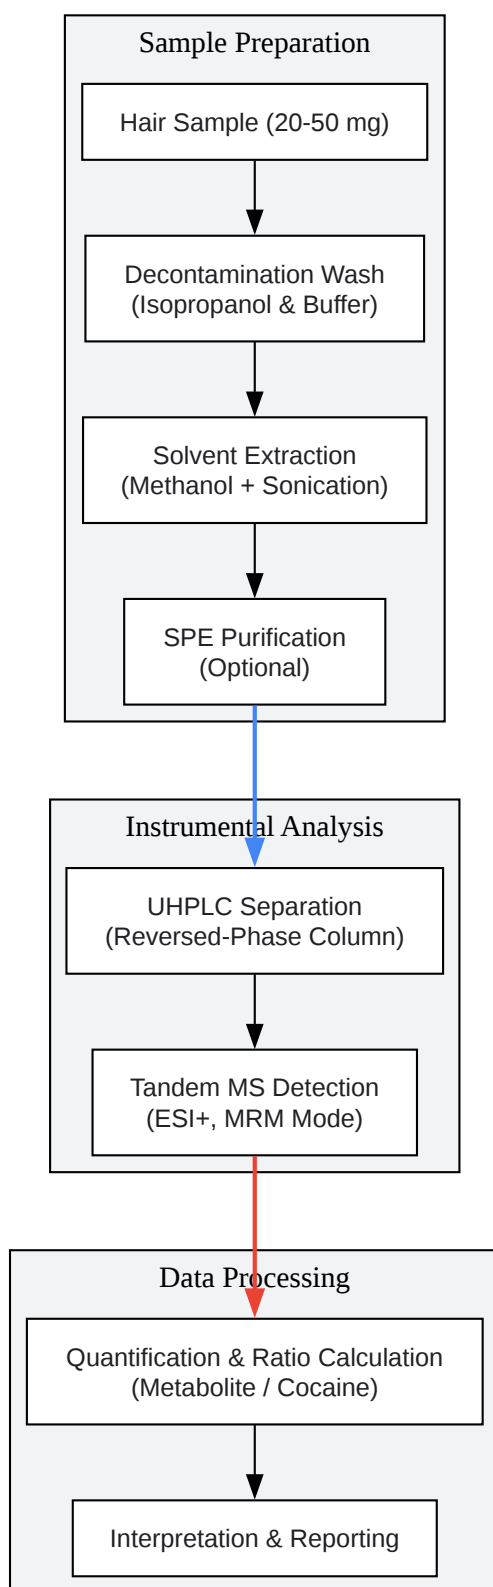 Sample Preparation
Hair Sample (20-50 mg)
Decontamination Wash
(Isopropanol & Buffer)
Solvent Extraction
(Methanol + Sonication)
SPE Purification
(Optional)
Instrumental Analysis
UHPLC Separation
(Reversed-Phase Column)
Tandem MS Detection
(ESI+, MRM Mode)
Data Processing
Quantification & Ratio Calculation
(Metabolite / Cocaine)
Interpretation & Reporting